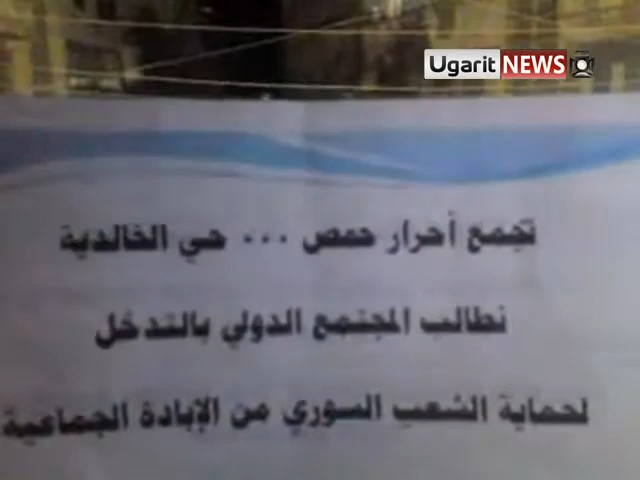 Ugarit NEWS
تجمع أحرار حمص ... حي الخالدية
نطالب المجتمع الدولي بالتدخل
لحماية الشعب السوري من الإبادة الجماعية